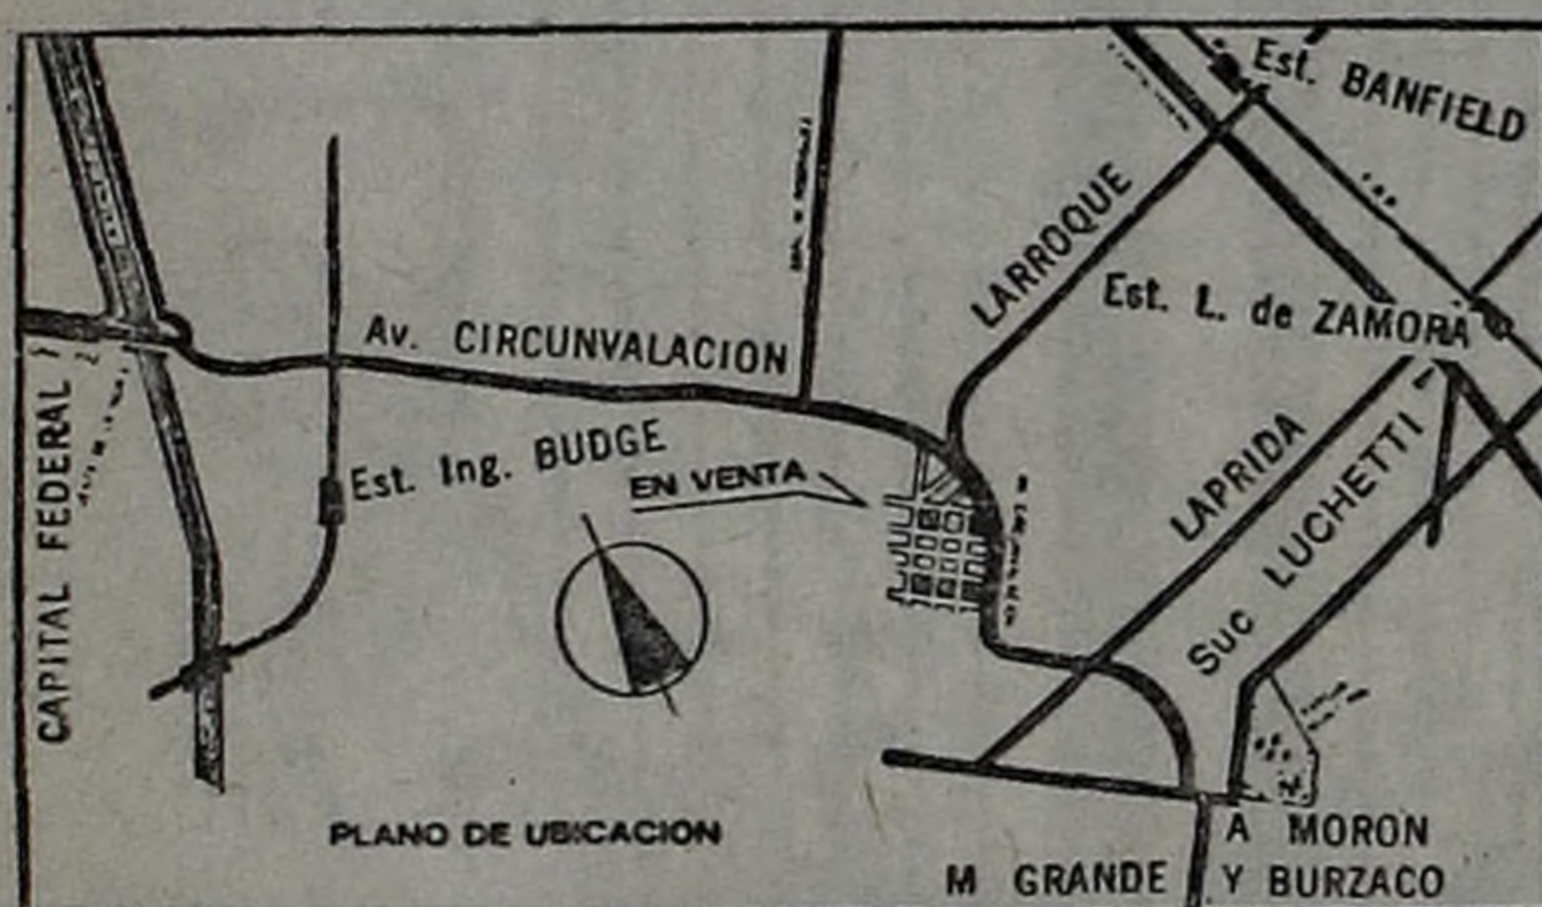 Est. BANFIELD
LARROQUE
Est. L. de ZAMORA
Av. CIRCUNVALACION
CAPITAL FEDERAL
Est. Ing. BUDGE
EN VENTA
LAPRIDA
Suc LUCHETTI
PLANO DE UBICACION
A MORON
M GRANDE Y BURZACO